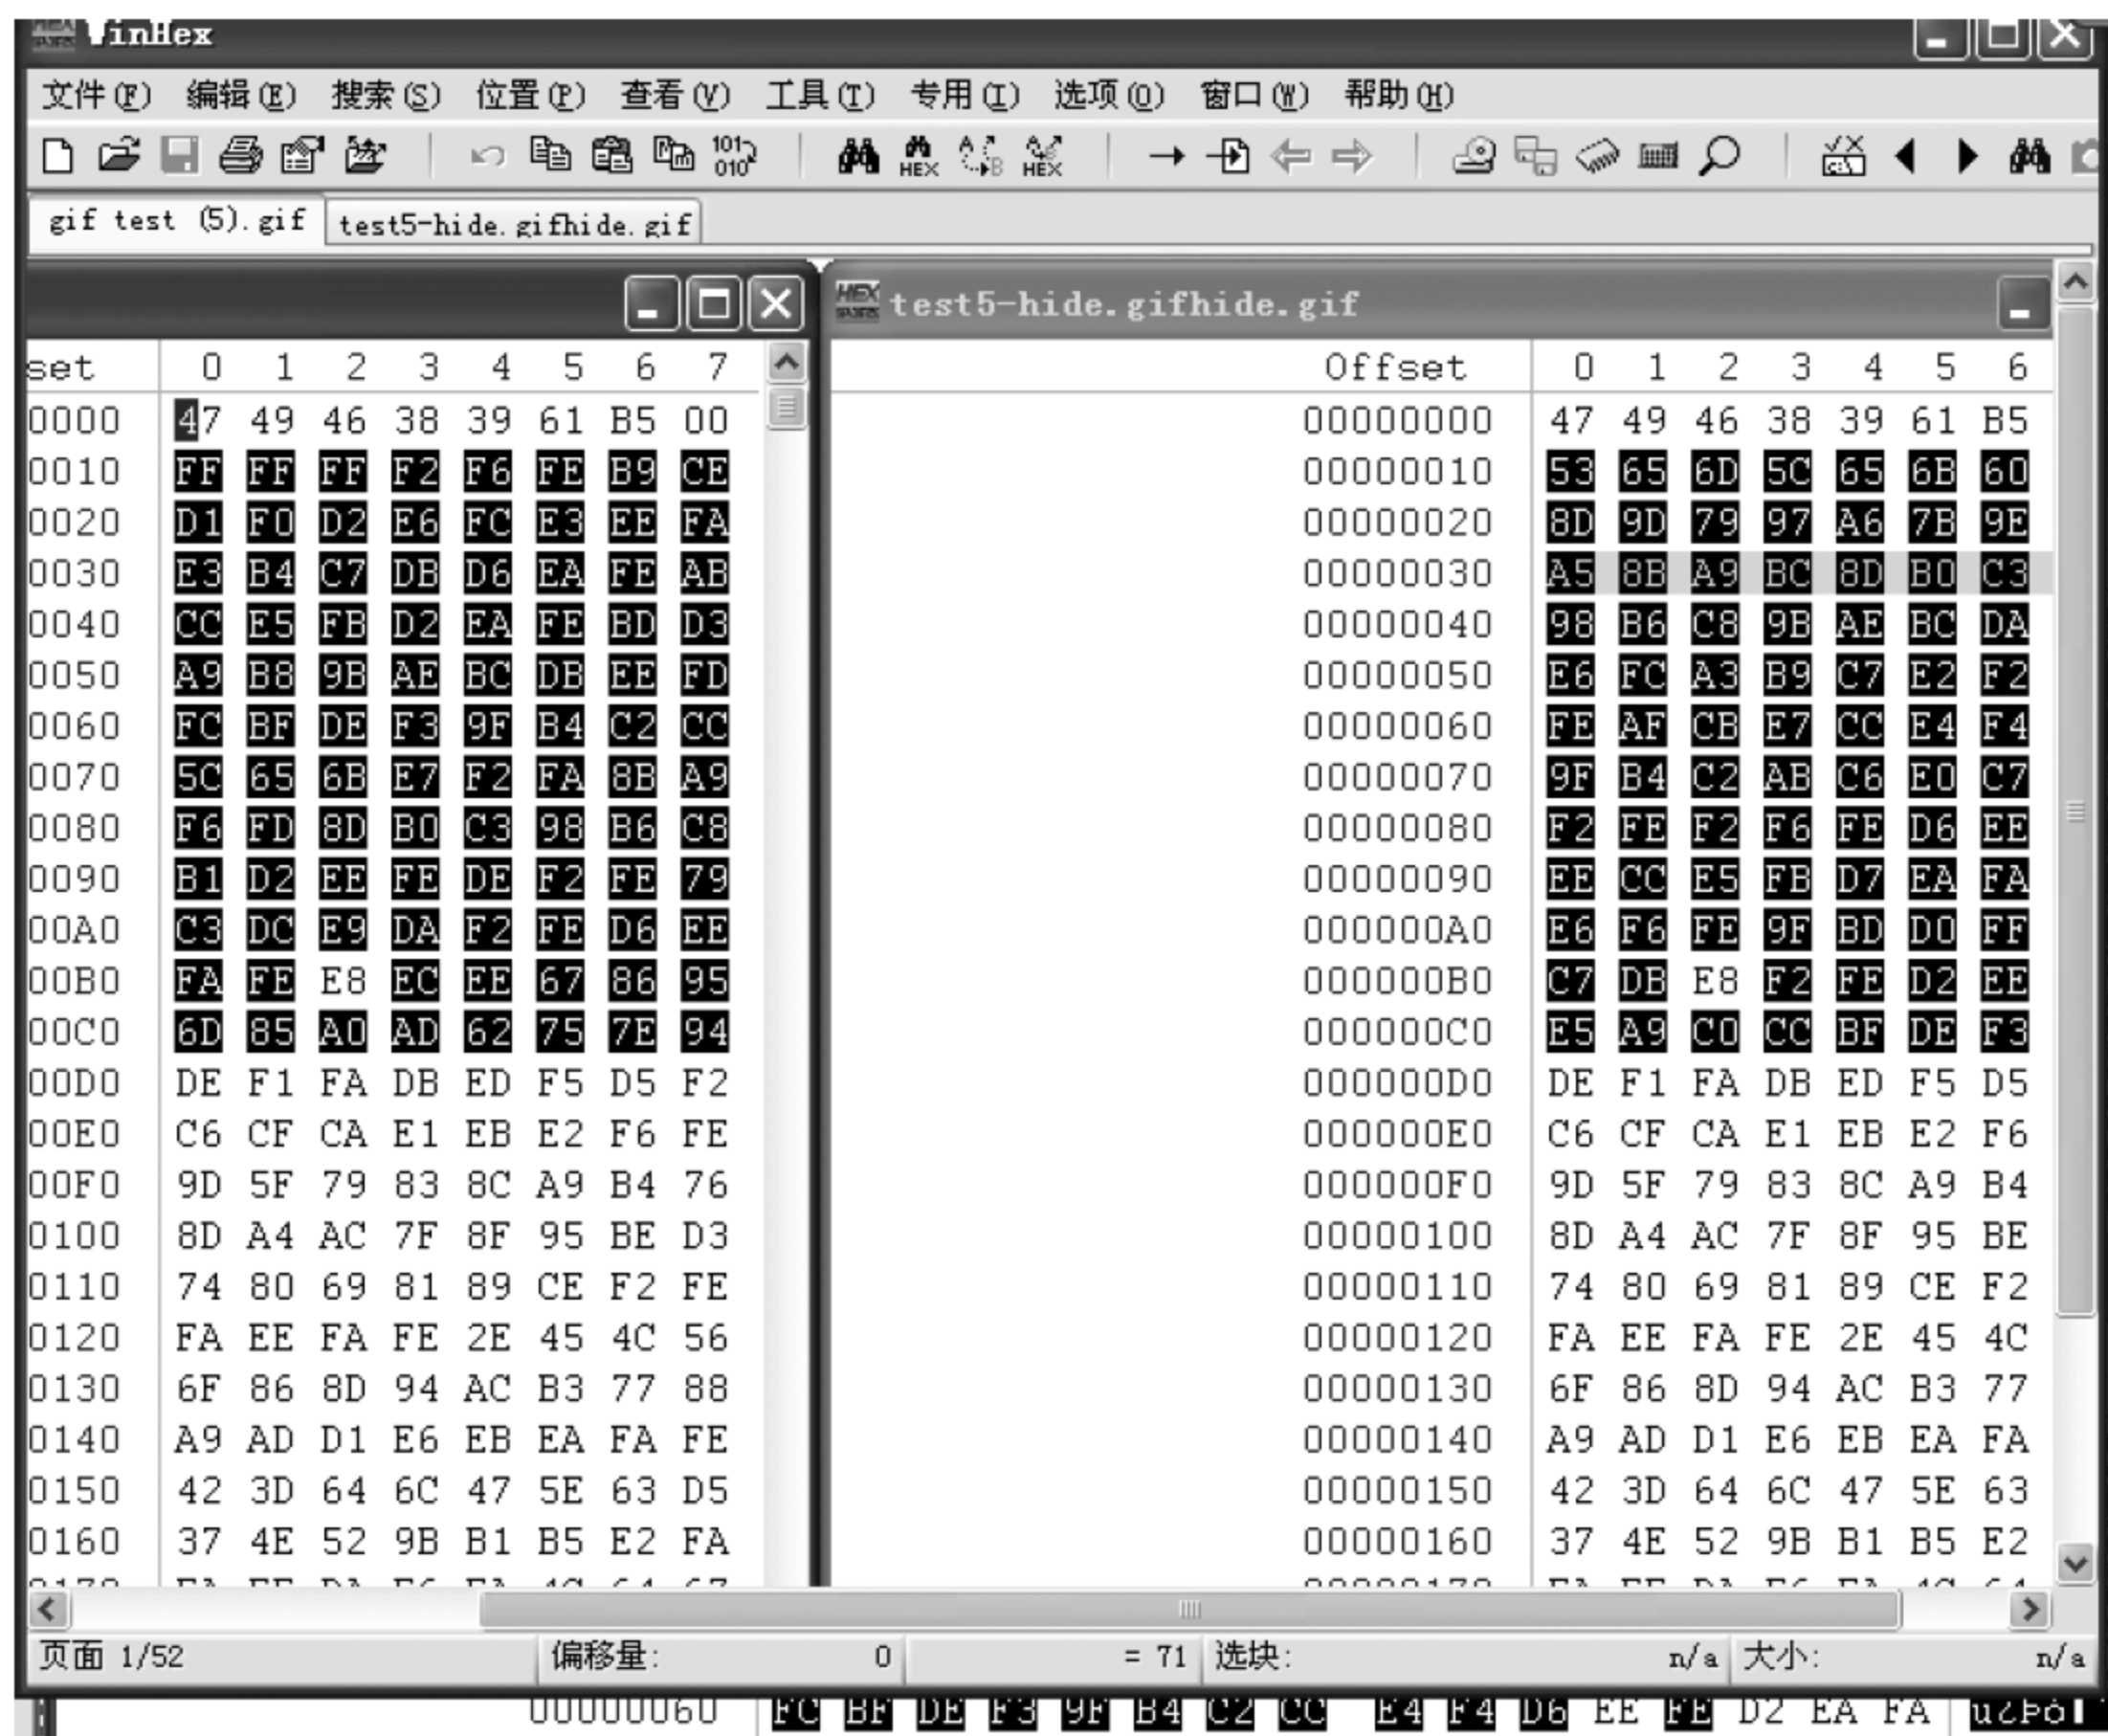 WinHex
文件(F) 编辑(E) 搜索(S) 位置(P) 查看(V) 工具(T) 专用(I) 选项(O) 窗口(W) 帮助(H)
gif test (5).gif test5-hide.gifhide.gif
test5-hide.gifhide.gif
set 0 1 2 3 4 5 6 7 Offset 0 1 2 3 4 5 6
0000 47 49 46 38 39 61 B5 00 00000000 47 49 46 38 39 61 B5
0010 FF FF FF F2 F6 FE B9 CE 00000010 53 65 6D 5C 65 6B 60
0020 D1 F0 D2 E6 FC E3 EE FA 00000020 8D 9D 79 97 A6 7B 9E
0030 E3 B4 C7 DB D6 EA FE AB 00000030 A5 8B A9 BC 8D B0 C3
0040 CC E5 FB D2 EA FE BD D3 00000040 98 B6 C8 9B AE BC DA
0050 A9 B8 9B AE BC DB EE FD 00000050 E6 FC A3 B9 C7 E2 F2
0060 FC BF DE F3 9F B4 C2 CC 00000060 FE AF CB E7 CC E4 F4
0070 5C 65 6B E7 F2 FA 8B A9 00000070 9F B4 C2 AB C6 E0 C7
0080 F6 FD 8D B0 C3 98 B6 C8 00000080 F2 FE F2 F6 FE D6 EE
0090 B1 D2 EE FE DE F2 FE 79 00000090 EE CC E5 FB D7 EA FA
00A0 C3 DC E9 DA F2 FE D6 EE 000000A0 E6 F6 FE 9F BD D0 FF
00B0 FA FE E8 EC EE 67 86 95 000000B0 C7 DB E8 F2 FE D2 EE
00C0 6D 85 A0 AD 62 75 7E 94 000000C0 E5 A9 C0 CC BF DE F3
00D0 DE F1 FA DB ED F5 D5 F2 000000D0 DE F1 FA DB ED F5 D5
00E0 C6 CF CA E1 EB E2 F6 FE 000000E0 C6 CF CA E1 EB E2 F6
00F0 9D 5F 79 83 8C A9 B4 76 000000F0 9D 5F 79 83 8C A9 B4
0100 8D A4 AC 7F 8F 95 BE D3 00000100 8D A4 AC 7F 8F 95 BE
0110 74 80 69 81 89 CE F2 FE 00000110 74 80 69 81 89 CE F2
0120 FA EE FA FE 2E 45 4C 56 00000120 FA EE FA FE 2E 45 4C
0130 6F 86 8D 94 AC B3 77 88 00000130 6F 86 8D 94 AC B3 77
0140 A9 AD D1 E6 EB EA FA FE 00000140 A9 AD D1 E6 EB EA FA
0150 42 3D 64 6C 47 5E 63 D5 00000150 42 3D 64 6C 47 5E 63
0160 37 4E 52 9B B1 B5 E2 FA 00000160 37 4E 52 9B B1 B5 E2
页面 1/52 偏移量: 0 = 71 选块: n/a 大小: n/a
00000060 FC BF DE F3 9F B4 C2 CC E4 F4 D6 EE FE D2 EA FA